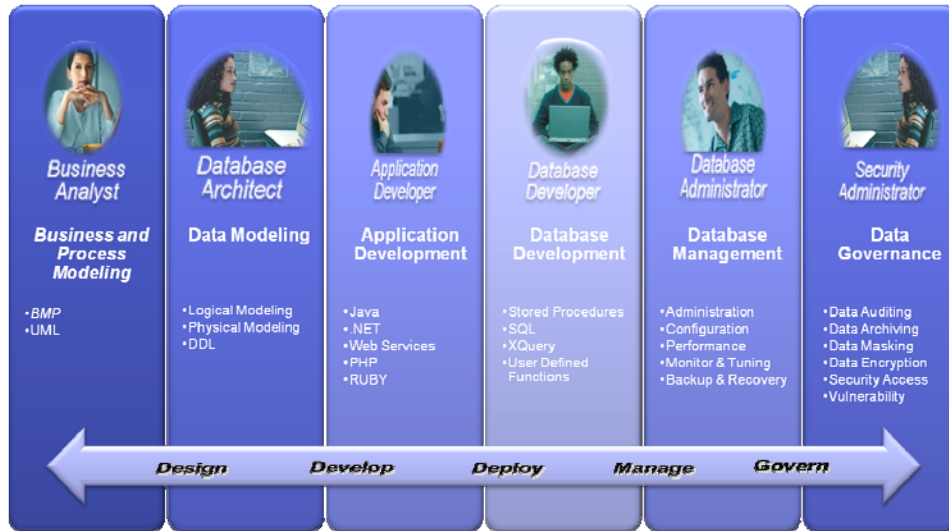 Business
Analyst
Business and
Process
Modeling
•BMP
•UML
Database
Architect
Data Modeling
•Logical Modeling
•Physical Modeling
•DDL
Application
Developer
Application
Development
•Java
•.NET
•Web Services
•PHP
•RUBY
Database
Developer
Database
Development
•Stored Procedures
•SQL
•XQuery
•User Defined
Functions
Database
Administrator
Database
Management
•Administration
•Configuration
•Performance
•Monitor & Tuning
•Backup & Recovery
Security
Administrator
Data
Governance
•Data Auditing
•Data Archiving
•Data Masking
•Data Encryption
•Security Access
•Vulnerability
Design Develop Deploy Manage Govern